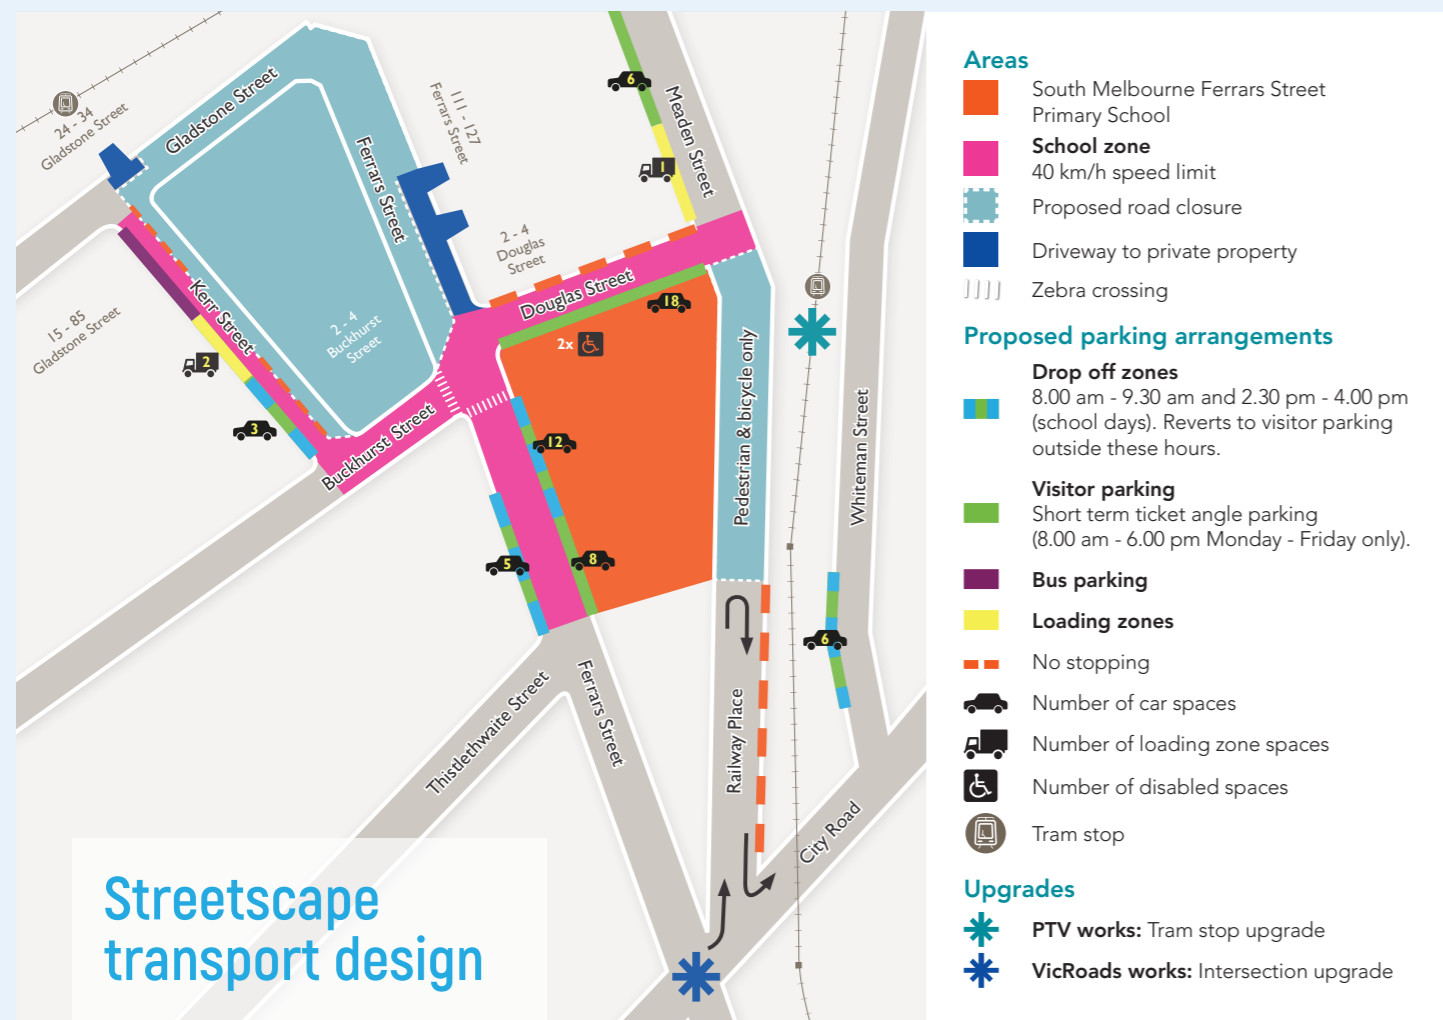 24 - 34
Gladstone Street
Gladstone Street
Ferrars Street
111 - 127
Ferrars Street
6
Meaden Street
1
2 - 4
Douglas
Street
Douglas Street
18
2x
15 - 85
Gladstone Street
Kerr Street
2
3
2 - 4
Buckhurst
Street
Buckhurst Street
12
5
8
Pedestrian & bicycle only
Whiteman Street
6
Thistlethwaite Street
Ferrars Street
Railway Place
City Road
Streetscape
transport design
Areas
South Melbourne Ferrars Street
Primary School
School zone
40 km/h speed limit
Proposed road closure
Driveway to private property
Zebra crossing
Proposed parking arrangements
Drop off zones
8.00 am - 9.30 am and 2.30 pm - 4.00 pm
(school days). Reverts to visitor parking
outside these hours.
Visitor parking
Short term ticket angle parking
(8.00 am - 6.00 pm Monday - Friday only).
Bus parking
Loading zones
No stopping
Number of car spaces
Number of loading zone spaces
Number of disabled spaces
Tram stop
Upgrades
PTV works: Tram stop upgrade
VicRoads works: Intersection upgrade